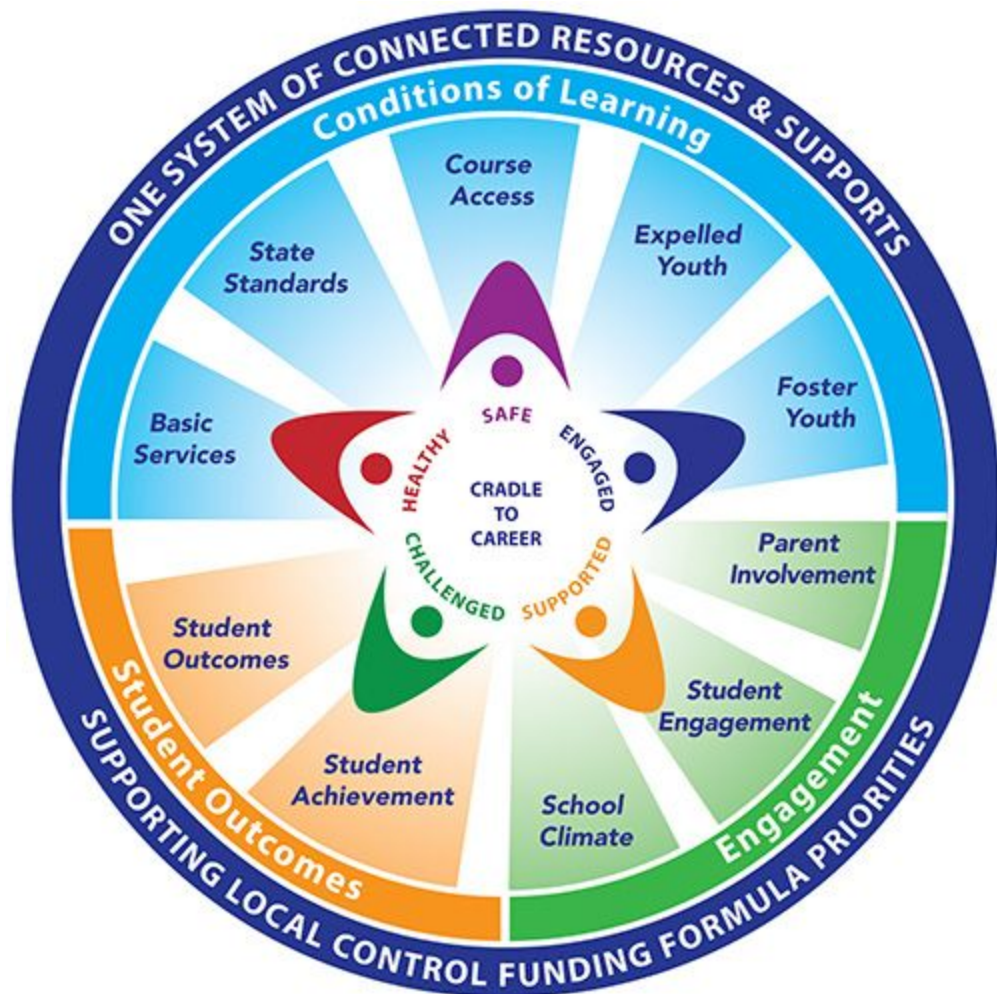 ONE SYSTEM OF CONNECTED RESOURCES & SUPPORTS
Conditions of Learning
Basic
Services
State
Standards
Course
Access
Expelled
Youth
Foster
Youth
Parent
Involvement
Student
Engagement
School
Climate
Engagement
Student
Achievement
Student
Outcomes
Student Outcomes
HEALTHY
SAFE
ENGAGED
SUPPORTED
CHALLENGED
CRADLE
TO
CAREER
SUPPORTING LOCAL CONTROL FUNDING FORMULA PRIORITIES